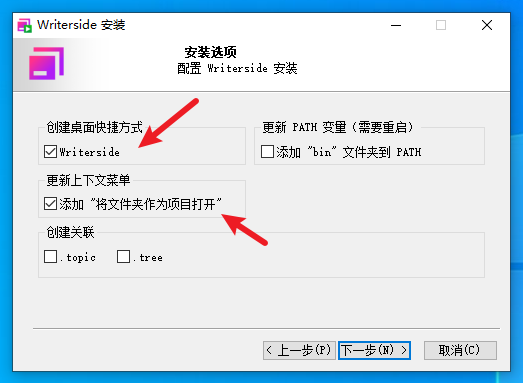 Writerside 安装
安装选项
配置 Writerside 安装
创建桌面快捷方式
Writerside
更新 PATH 变量（需要重启）
添加 "bin" 文件夹到 PATH
更新上下文菜单
添加 "将文件夹作为项目打开"
创建关联
.topic
.tree
< 上一步(P)
下一步(N) >
取消(C)